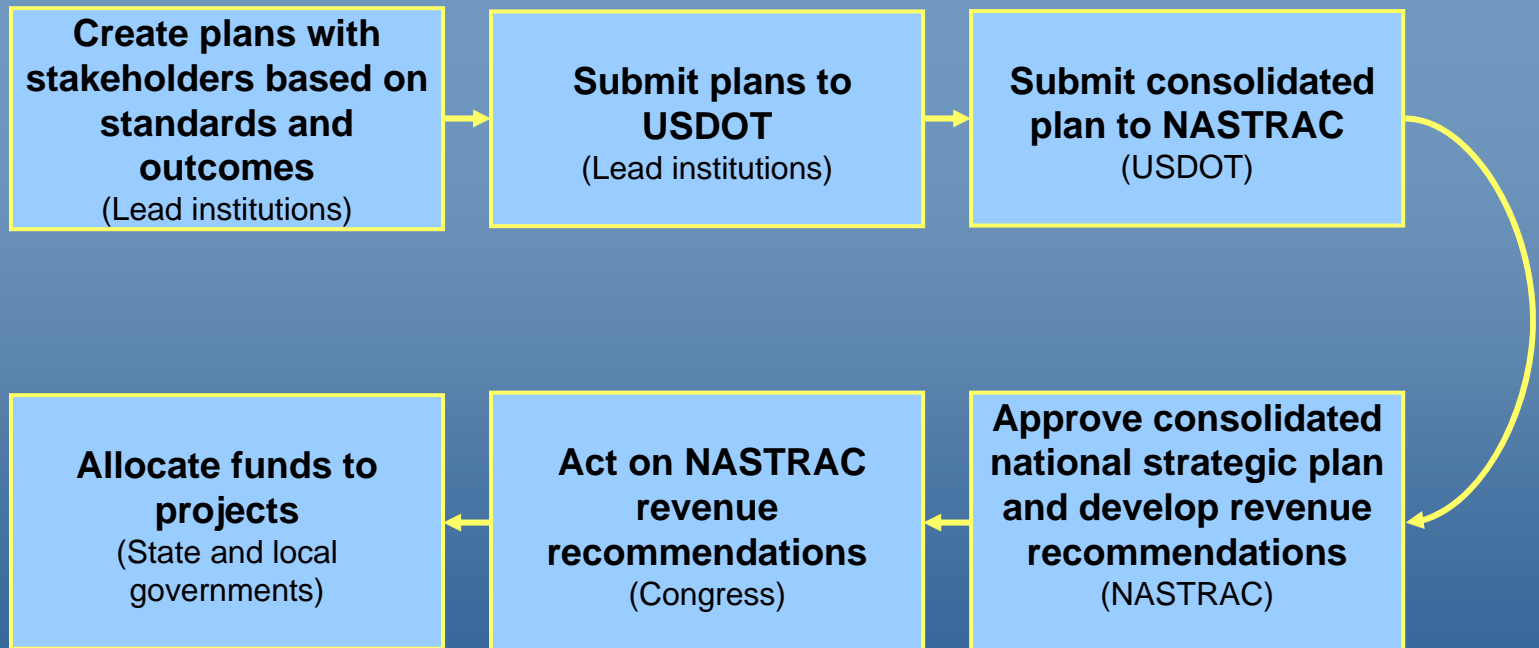 Create plans with
stakeholders based on
standards and
outcomes
(Lead institutions)
Submit plans to
USDOT
(Lead institutions)
Submit consolidated
plan to NASTRAC
(USDOT)
Approve consolidated
national strategic plan
and develop revenue
recommendations
(NASTRAC)
Act on NASTRAC
revenue
recommendations
(Congress)
Allocate funds to
projects
(State and local
governments)